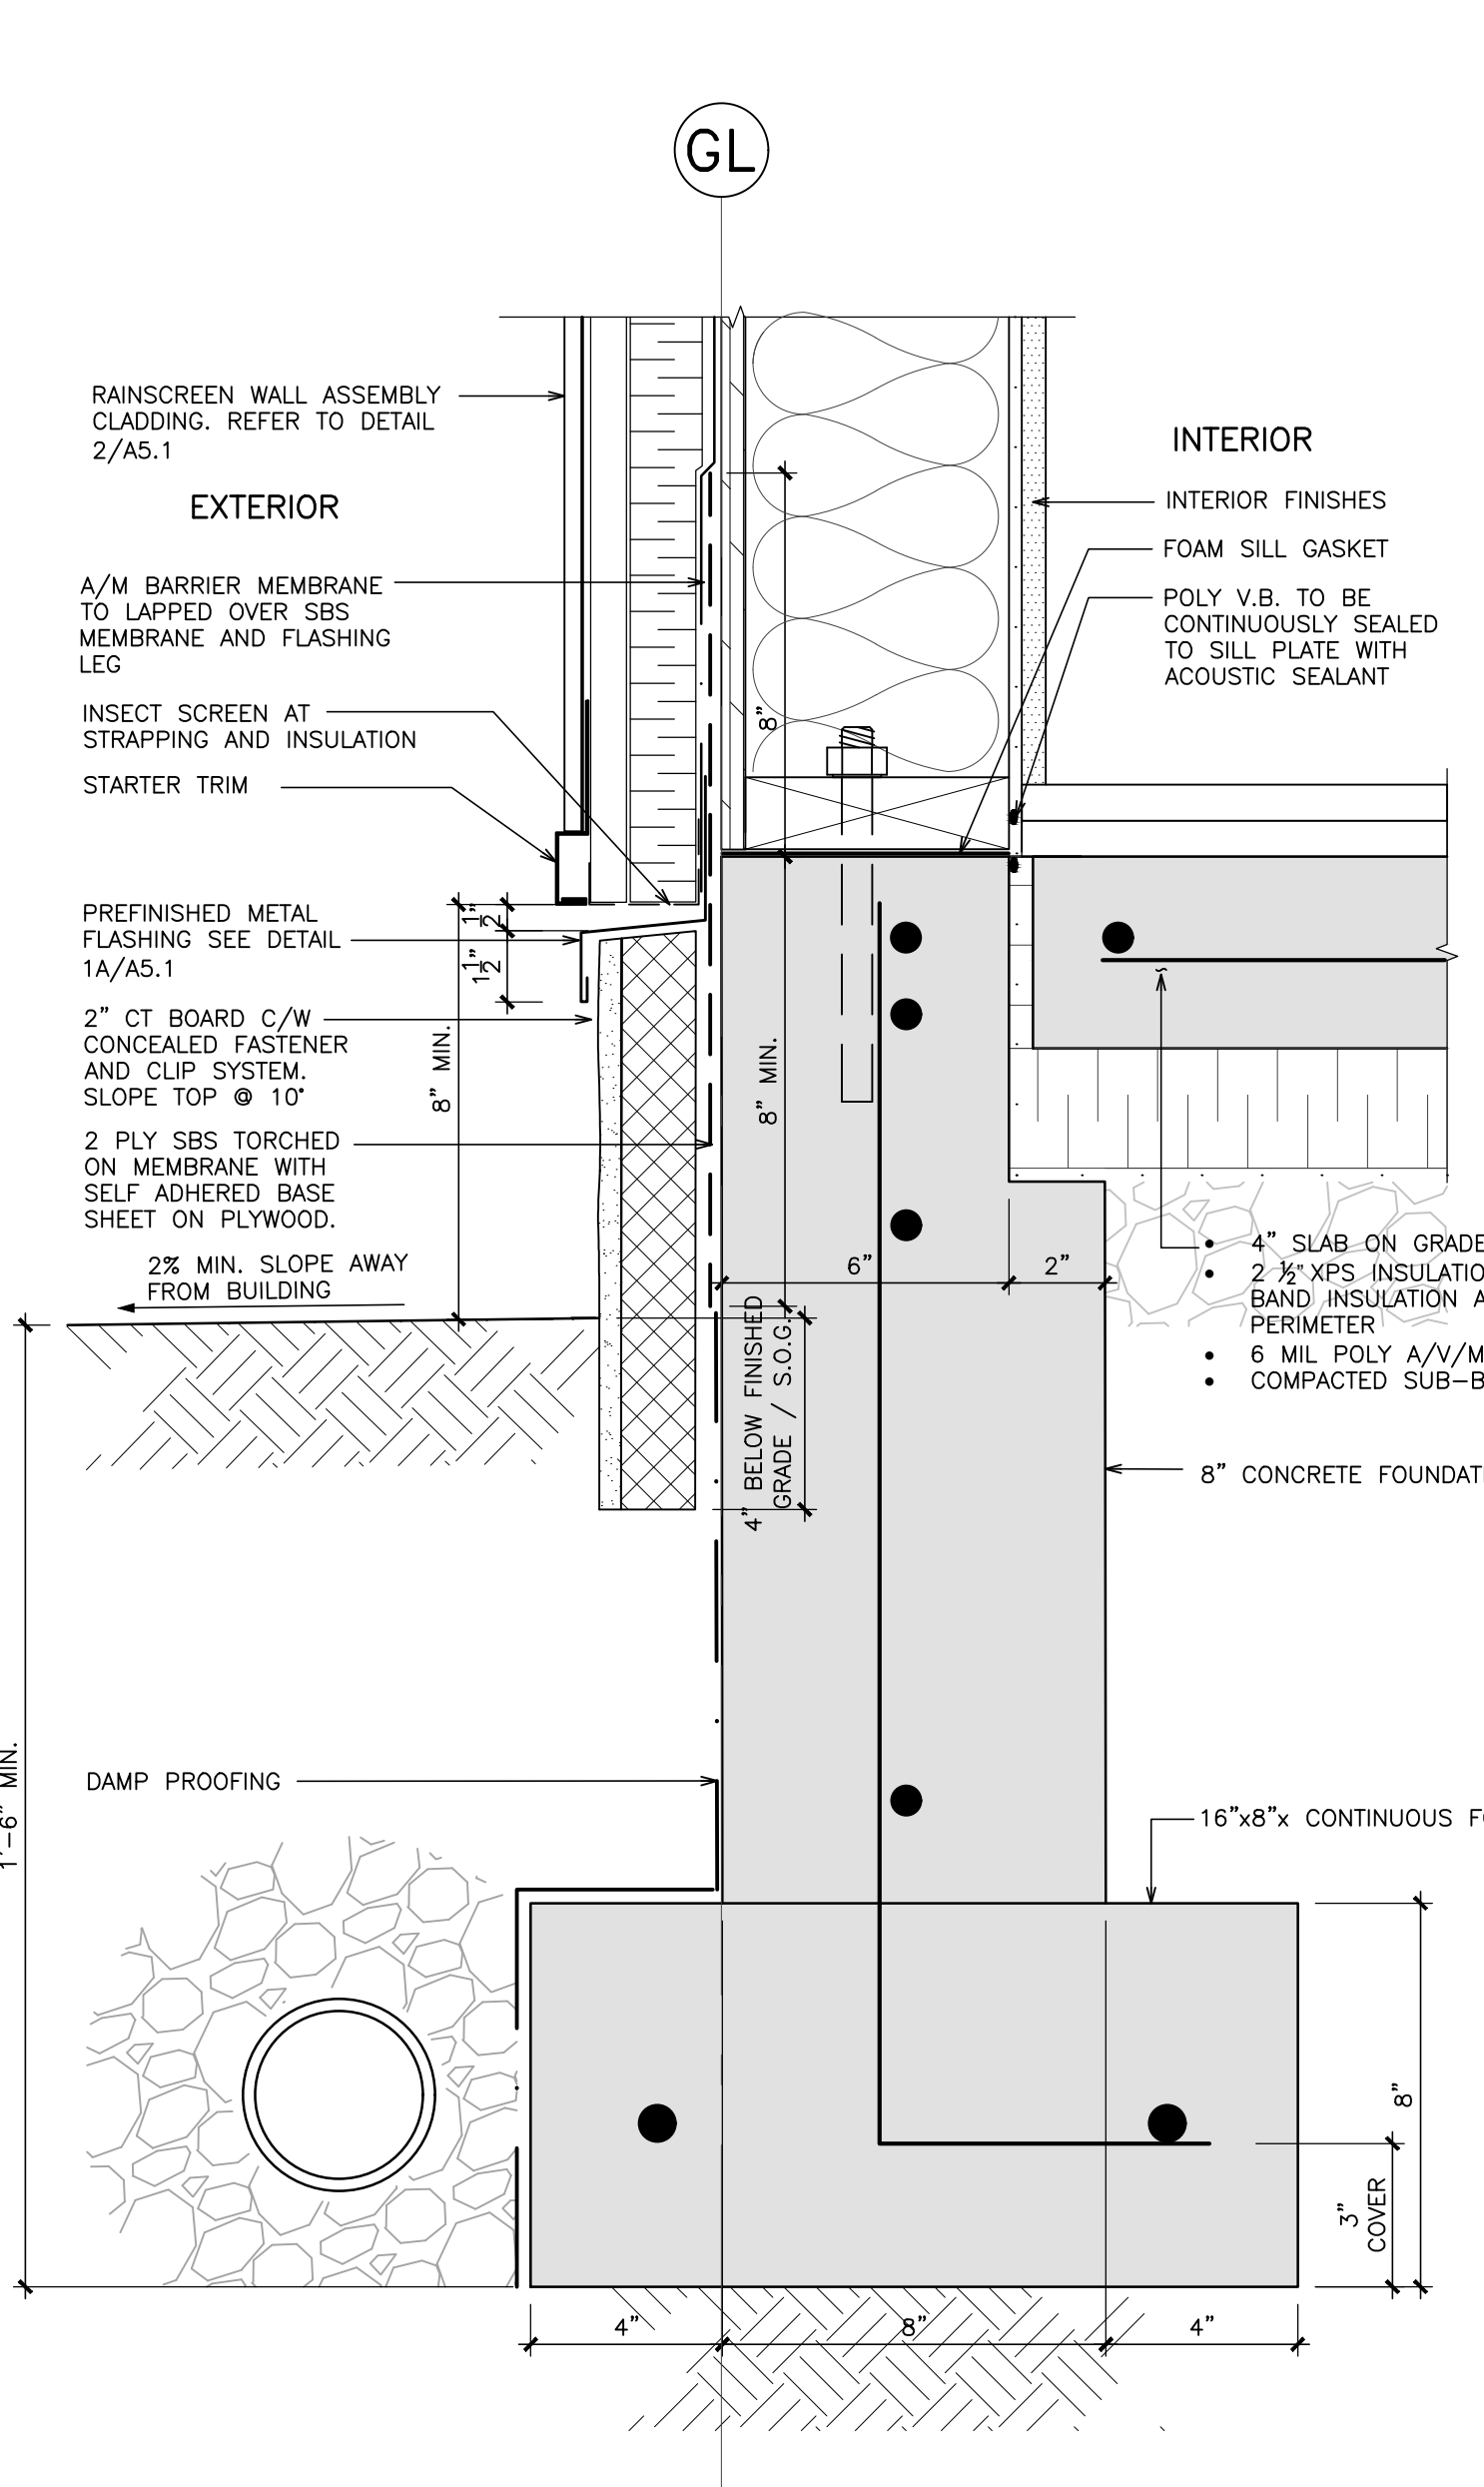 GL
RAINSCREEN WALL ASSEMBLY
CLADDING. REFER TO DETAIL
2/A5.1
EXTERIOR
A/M BARRIER MEMBRANE
TO LAPPED OVER SBS
MEMBRANE AND FLASHING
LEG
INSECT SCREEN AT
STRAPPING AND INSULATION
STARTER TRIM
PREFINISHED METAL
FLASHING SEE DETAIL
1A/A5.1
2" CT BOARD C/W
CONCEALED FASTENER
AND CLIP SYSTEM.
SLOPE TOP @ 10°
2 PLY SBS TORCHED
ON MEMBRANE WITH
SELF ADHERED BASE
SHEET ON PLYWOOD.
2% MIN. SLOPE AWAY
FROM BUILDING
1'-6" MIN.
DAMP PROOFING
1/2"
1 1/2"
8" MIN.
8"
8" MIN.
6"
2"
4" BELOW FINISHED
GRADE / S.O.G.
INTERIOR
INTERIOR FINISHES
FOAM SILL GASKET
POLY V.B. TO BE
CONTINUOUSLY SEALED
TO SILL PLATE WITH
ACOUSTIC SEALANT
• 4" SLAB ON GRADE
• 2 ½" XPS INSULATIO
BAND INSULATION A
PERIMETER
• 6 MIL POLY A/V/M
• COMPACTED SUB-B
8" CONCRETE FOUNDAT
16"x8"x CONTINUOUS F
8"
3"
COVER
4"
8"
4"